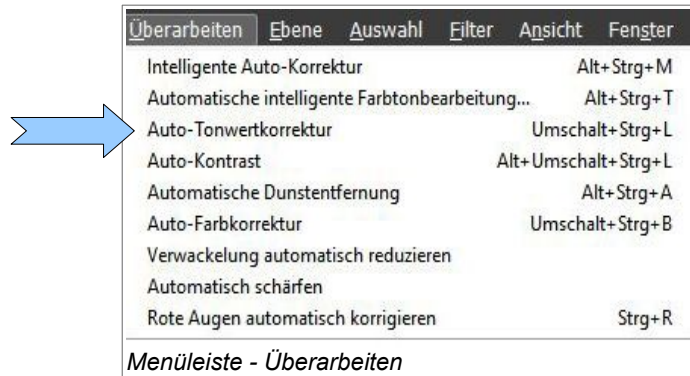 Überarbeiten Ebene Auswahl Filter Ansicht Fenster
Intelligente Auto-Korrektur Alt+Strg+M
Automatische intelligente Farbtonbearbeitung... Alt+Strg+T
Auto-Tonwertkorrektur Umschalt+Strg+L
Auto-Kontrast Alt+Umschalt+Strg+L
Automatische Dunstentfernung Alt+Strg+A
Auto-Farbkorrektur Umschalt+Strg+B
Verwackelung automatisch reduzieren
Automatisch schärfen
Rote Augen automatisch korrigieren Strg+R
Menüleiste - Überarbeiten